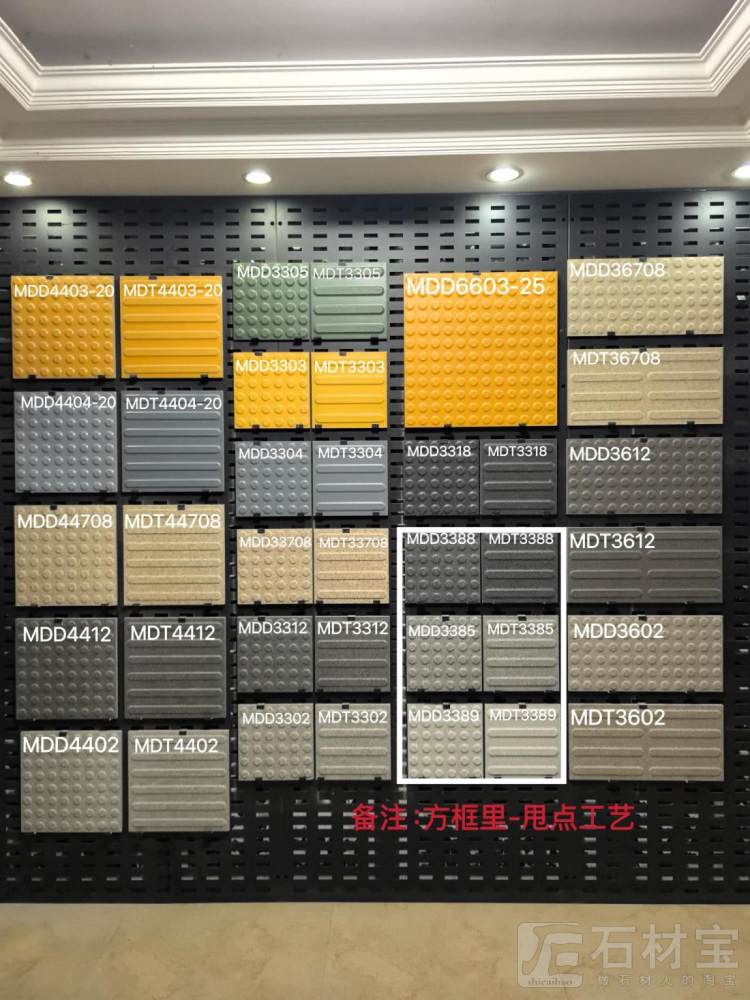 MDD4403-20 MDT4403-20
MDD4404-20 MDT4404-20
MDD44708 MDT44708
MDD4412 MDT4412
MDD4402 MDT4402
MDD3305 MDT3305
MDD3303 MDT3303
MDD3304 MDT3304
MDD33708 MDT33708
MDD3312 MDT3312
MDD3302 MDT3302
MDD6603-25
MDD3318 MDT3318
MDD3388 MDT3388
MDD3385 MDT3385
MDD3389 MDT3389
MDD36708
MDT36708
MDD3612
MDT3612
MDD3602
MDT3602
备注:方框里-甩点工艺
石材宝
shicaibao
做石材人的淘宝